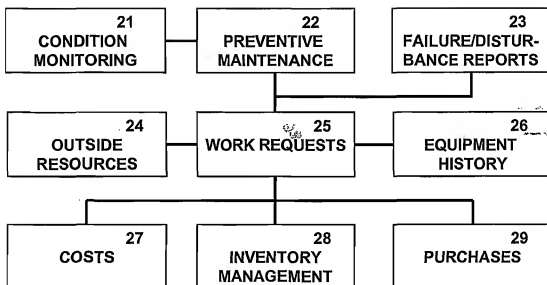 21
CONDITION
MONITORING
22
PREVENTIVE
MAINTENANCE
23
FAILURE/DISTUR-
BANCE REPORTS
24
OUTSIDE
RESOURCES
25
WORK REQUESTS
26
EQUIPMENT
HISTORY
27
COSTS
28
INVENTORY
MANAGEMENT
29
PURCHASES